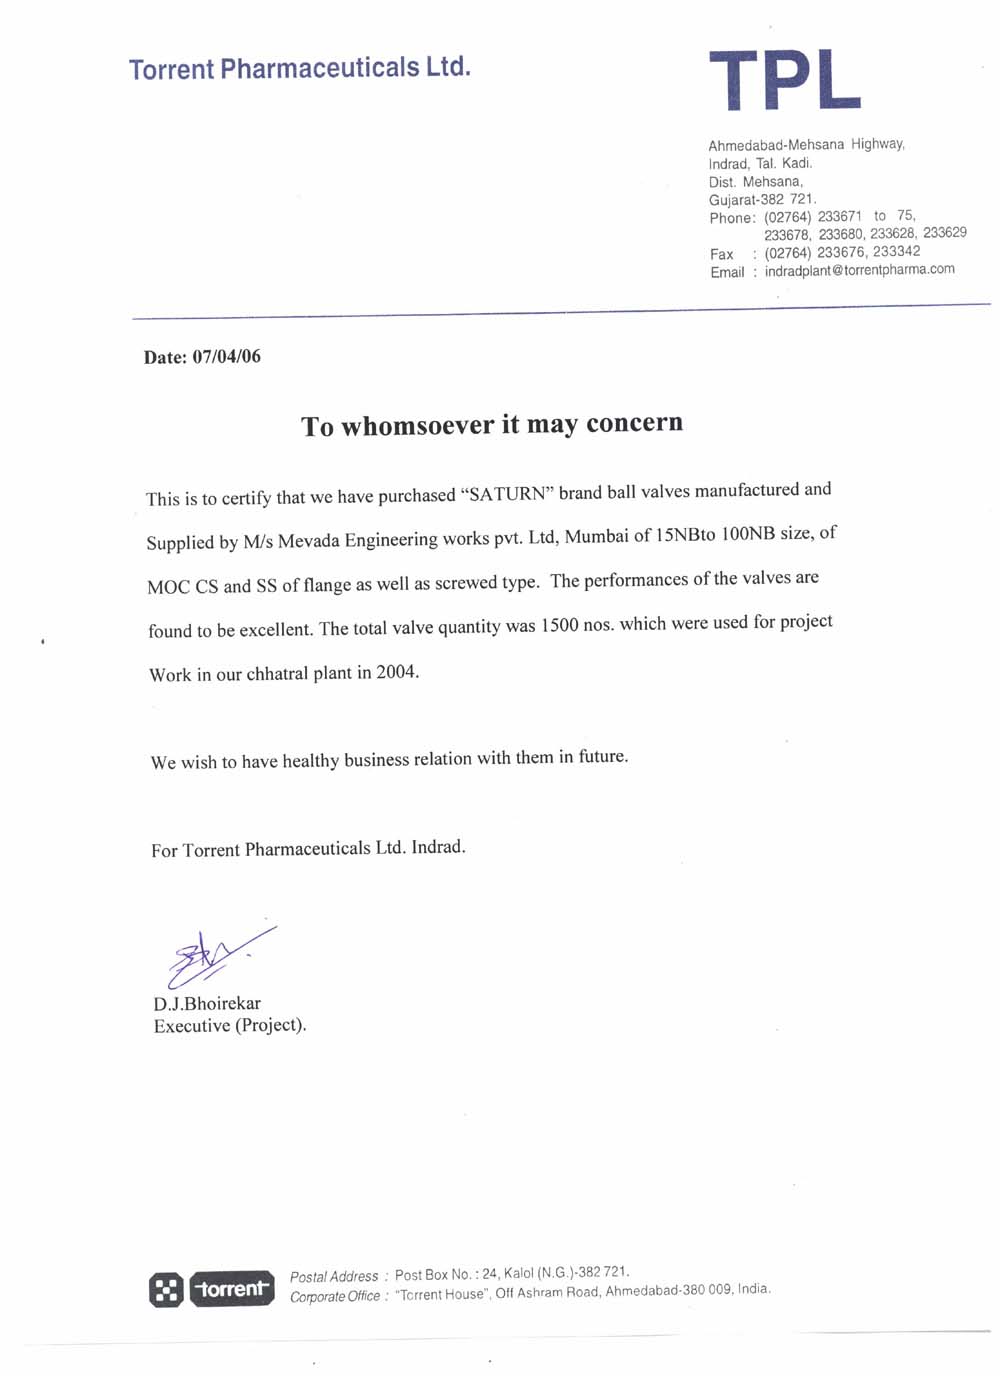 Torrent Pharmaceuticals Ltd.
TPL
Ahmedabad-Mehsana Highway,
Indrad, Tal. Kadi.
Dist. Mehsana,
Gujarat-382 721.
Phone: (02764) 233671 to 75,
233678, 233680, 233628, 233629
Fax : (02764) 233676, 233342
Email : indradplant@torrentpharma.com
Date: 07/04/06
To whomsoever it may concern
This is to certify that we have purchased “SATURN” brand ball valves manufactured and
Supplied by M/s Mevada Engineering works pvt. Ltd, Mumbai of 15NBto 100NB size, of
MOC CS and SS of flange as well as screwed type. The performances of the valves are
found to be excellent. The total valve quantity was 1500 nos. which were used for project
Work in our chhatral plant in 2004.
We wish to have healthy business relation with them in future.
For Torrent Pharmaceuticals Ltd. Indrad.
D.J.Bhoirekar
Executive (Project).
torrent
Postal Address : Post Box No. : 24, Kalol (N.G.)-382 721.
Corporate Office : "Torrent House", Off Ashram Road, Ahmedabad-380 009, India.